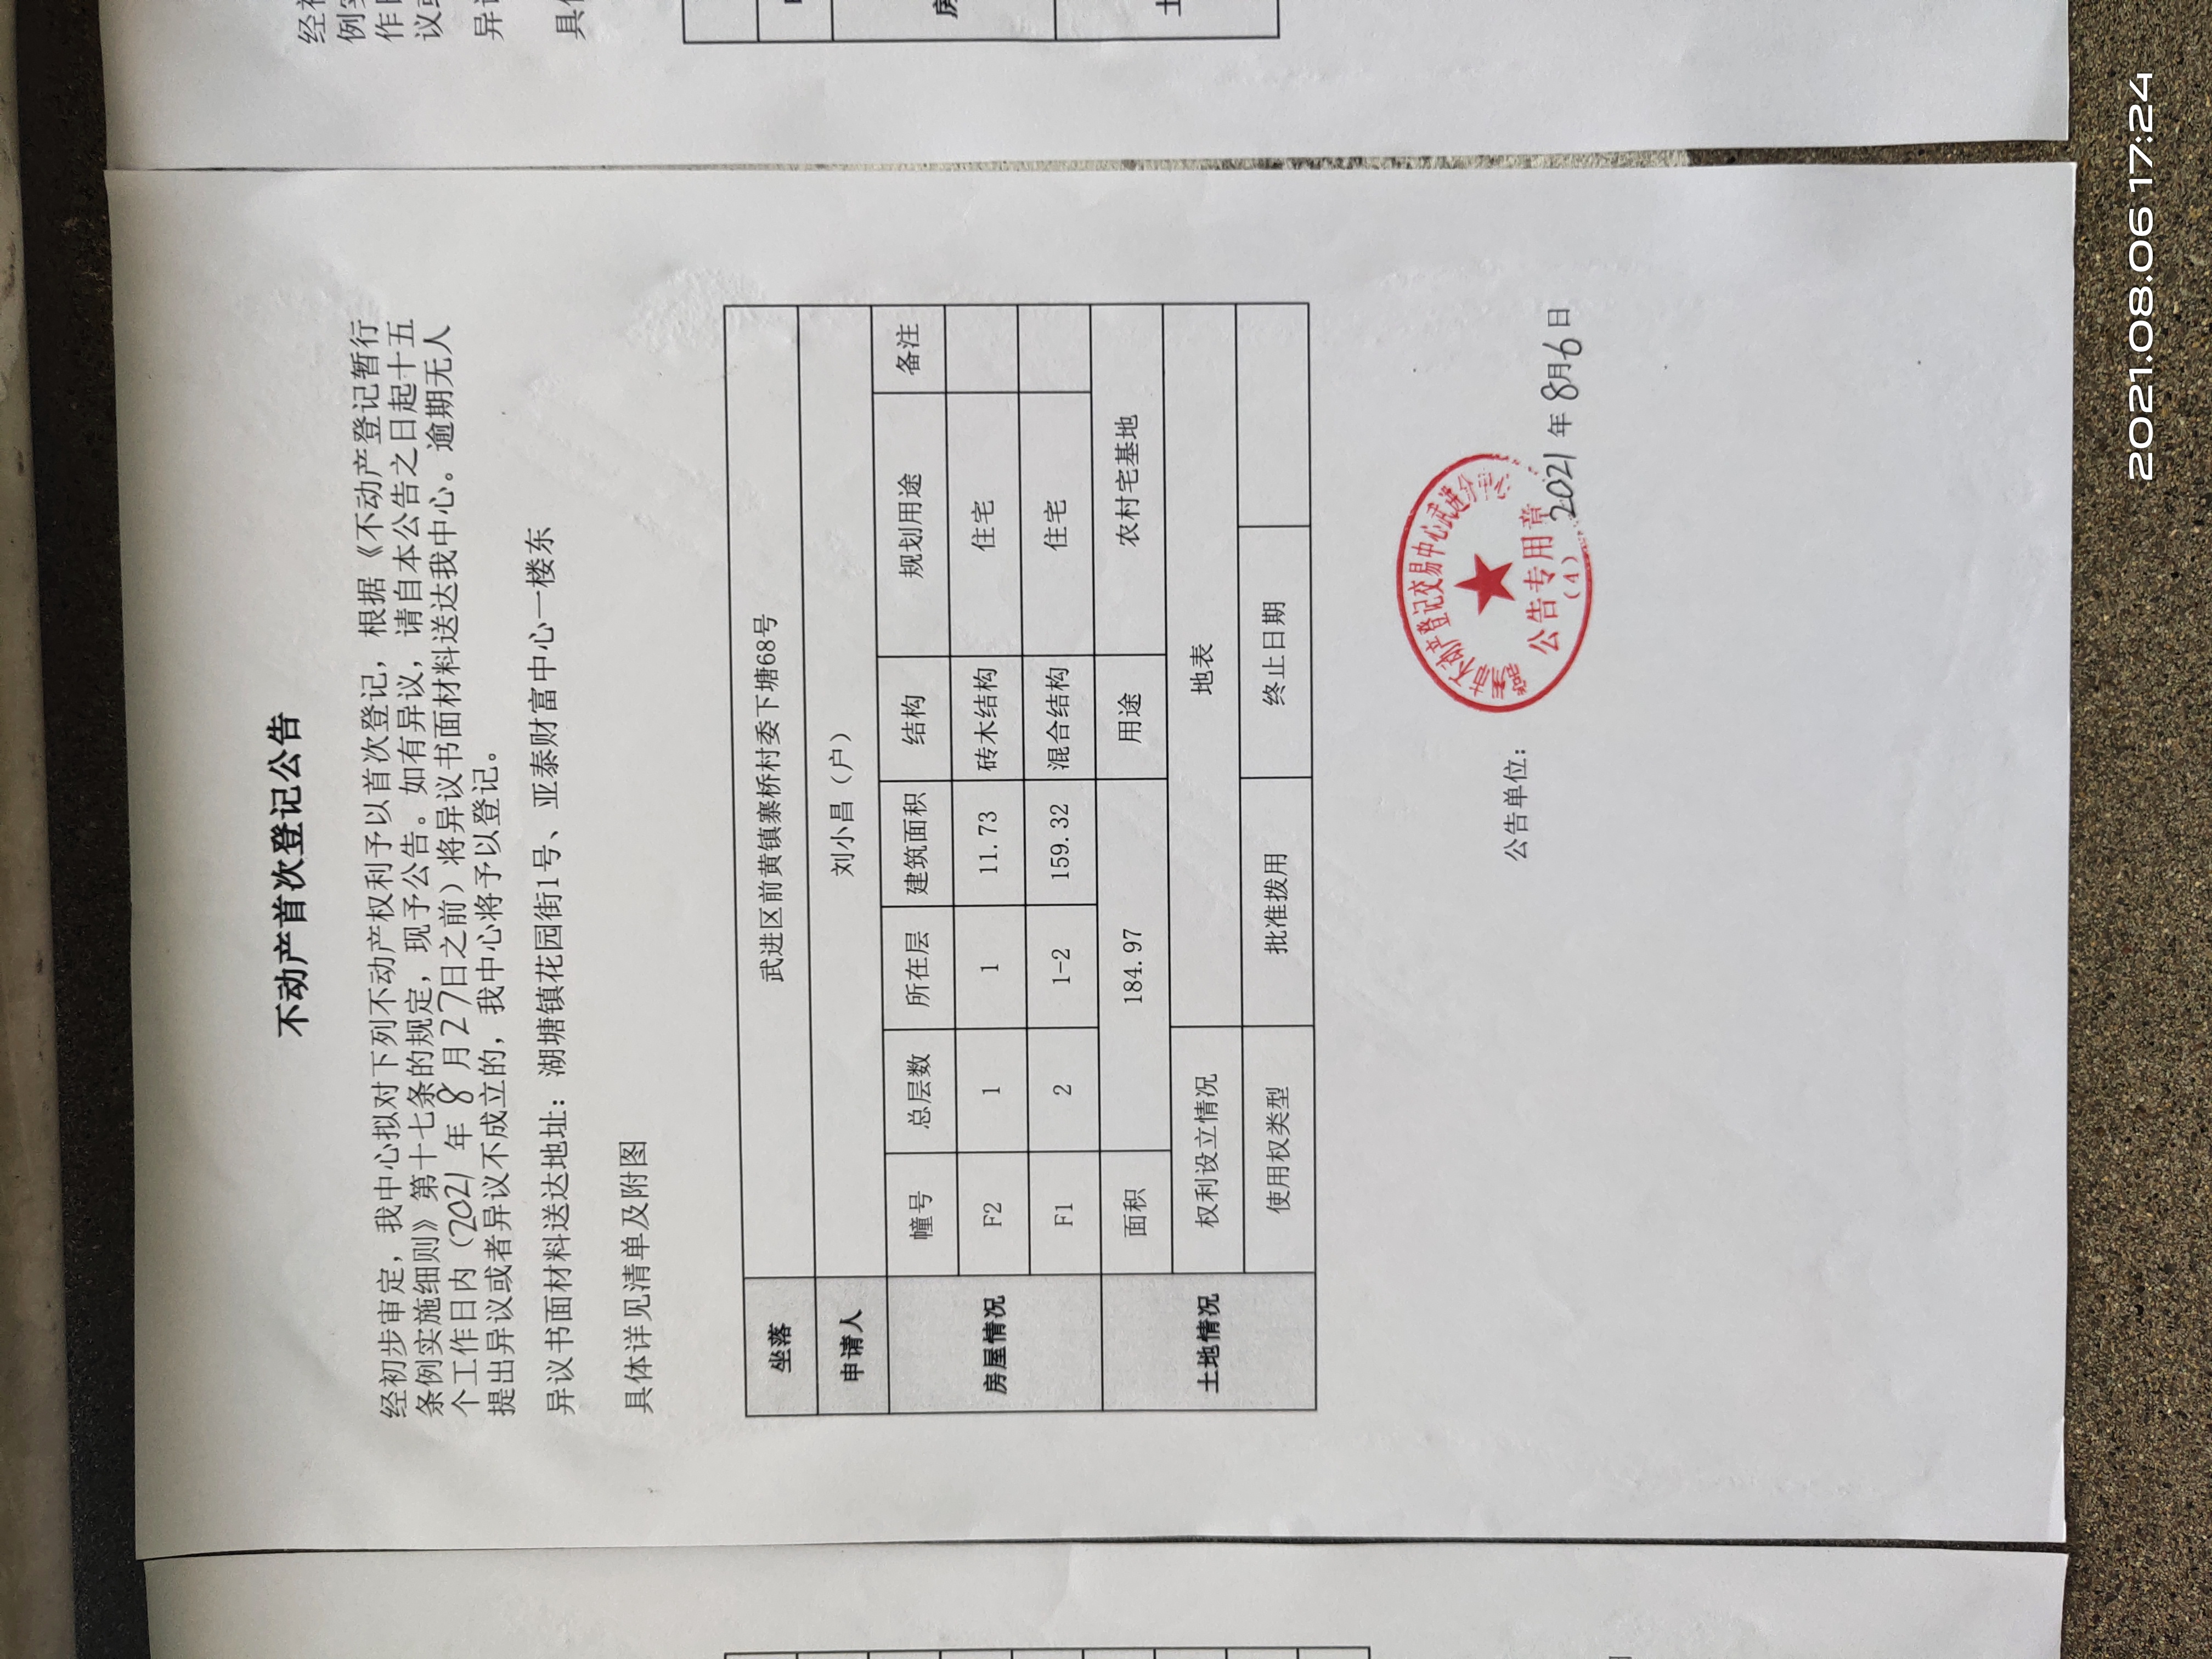 不动产首次登记公告
经初步审定，我中心拟对下列不动产权利予以首次登记，根据《不动产登记暂行
条例实施细则》第十七条的规定，现予公告。如有异议，请自本公告之日起十五
个工作日内（2021年8月27日之前）将异议书面材料送达我中心。逾期无人
提出异议或者异议不成立的，我中心将予以登记。
异议书面材料送达地址：湖塘镇花园街1号、亚泰财富中心一楼东
具体详见清单及附图
坐落 武进区前黄镇寨桥村委下塘68号
申请人 刘小昌（户）
房屋情况 幢号 总层数 所在层 建筑面积 结构 规划用途 备注
F2 1 1 11.73 砖木结构 住宅
F1 2 1-2 159.32 混合结构 住宅
土地情况 面积 184.97 用途 农村宅基地
权利设立情况 地表
使用权类型 批准拨用 终止日期
公告单位：
不动产登记交易中心武进分
公告专用章
（4）
2021年8月6日
2021.08.06 17:24